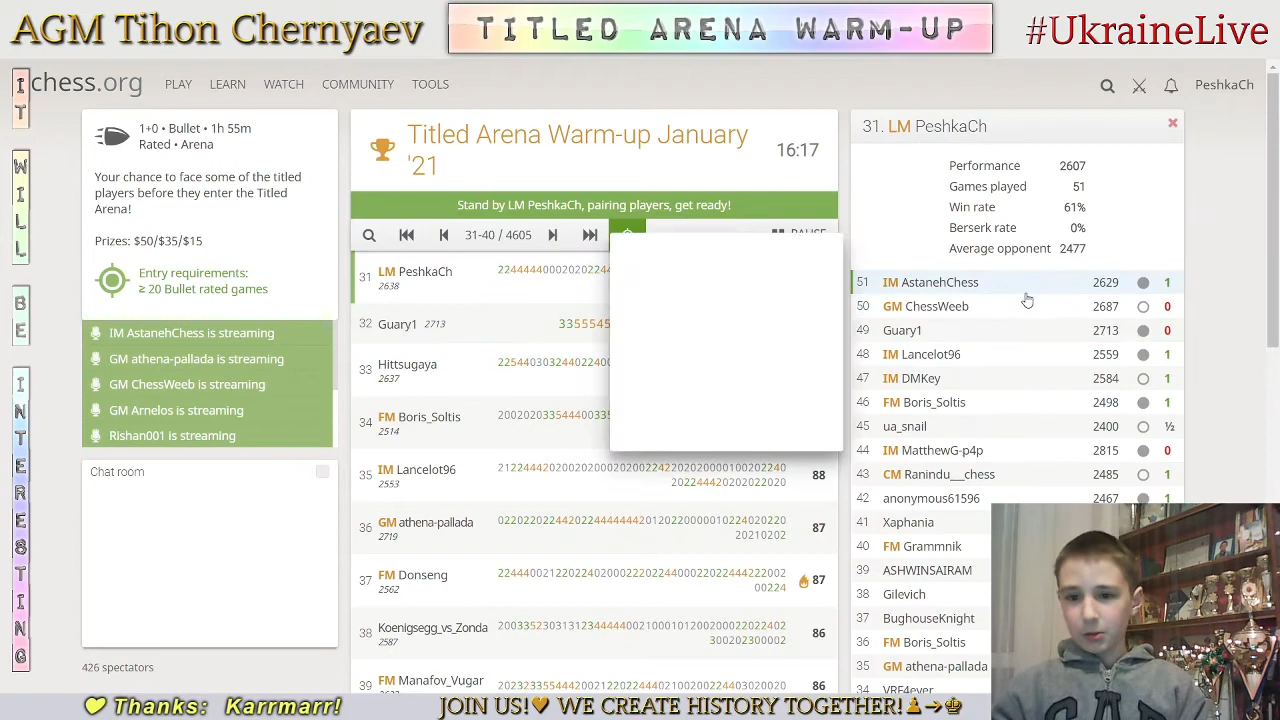 AGM Tihon Chernyaev
TITLED ARENA WARM-UP
#UkraineLive
IT WILL BE INTERESTING
chess.org
PLAY LEARN WATCH COMMUNITY TOOLS
PeshkaCh
1+0 • Bullet • 1h 55m
Rated • Arena
Your chance to face some of the titled
players before they enter the Titled
Arena!
Prizes: $50/$35/$15
Entry requirements:
≥ 20 Bullet rated games
IM AstanehChess is streaming
GM athena-pallada is streaming
GM ChessWeeb is streaming
GM Arnelos is streaming
Rishan001 is streaming
Chat room
426 spectators
Titled Arena Warm-up January
'21
16:17
Stand by LM PeshkaCh, pairing players, get ready!
31-40 / 4605
PAUSE
31 LM PeshkaCh
2638
32 Guary1 2713
33 Hittsugaya
2637
34 FM Boris_Soltis
2514
35 IM Lancelot96 88
2553
36 GM athena-pallada 87
2719
37 FM Donseng 87
2562
38 Koenigsegg_vs_Zonda 86
2587
39 FM Manafov_Vugar 86
31. LM PeshkaCh
Performance 2607
Games played 51
Win rate 61%
Berserk rate 0%
Average opponent 2477
51 IM AstanehChess 2629 1
50 GM ChessWeeb 2687 0
49 Guary1 2713 0
48 IM Lancelot96 2559 1
47 IM DMKey 2584 1
46 FM Boris_Soltis 2498 1
45 ua_snail 2400 ½
44 IM MatthewG-p4p 2815 0
43 CM Ranindu__chess 2485 1
42 anonymous61596 2467 1
41 Xaphania
40 FM Grammnik
39 ASHWINSAIRAM
38 Gilevich
37 BughouseKnight
36 FM Boris_Soltis
35 GM athena-pallada
34 VRF4ever
Thanks: Karrmarr!
JOIN US! WE CREATE HISTORY TOGETHER!